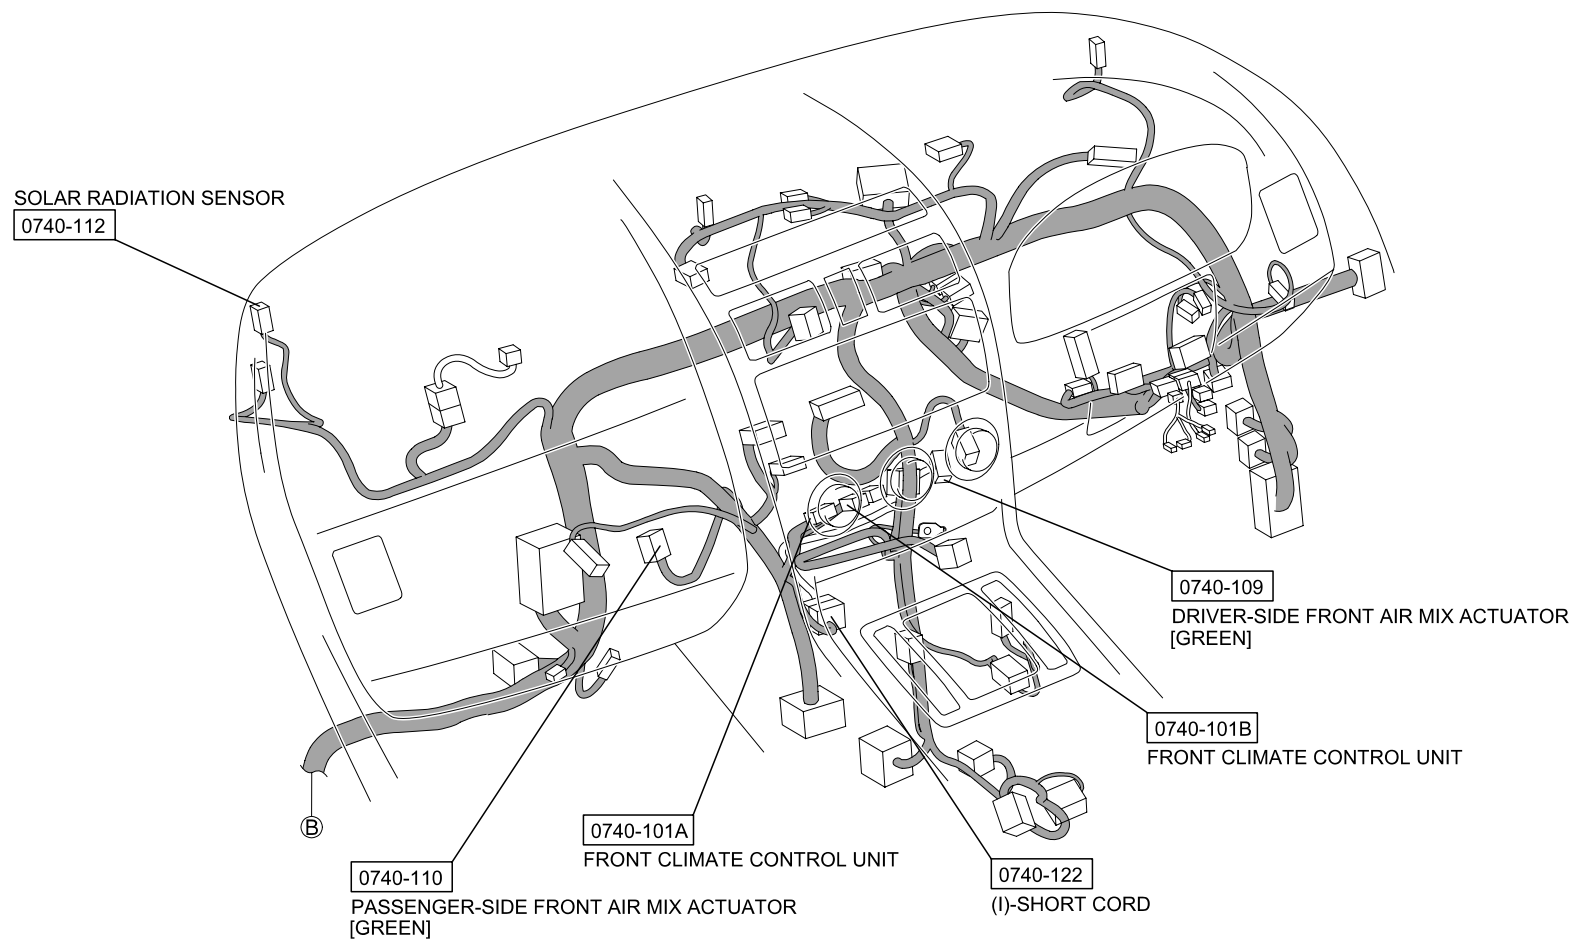 SOLAR RADIATION SENSOR
0740-112
0740-109
DRIVER-SIDE FRONT AIR MIX ACTUATOR
[GREEN]
0740-101B
FRONT CLIMATE CONTROL UNIT
B
0740-101A
FRONT CLIMATE CONTROL UNIT
0740-110
PASSENGER-SIDE FRONT AIR MIX ACTUATOR
[GREEN]
0740-122
(I)-SHORT CORD